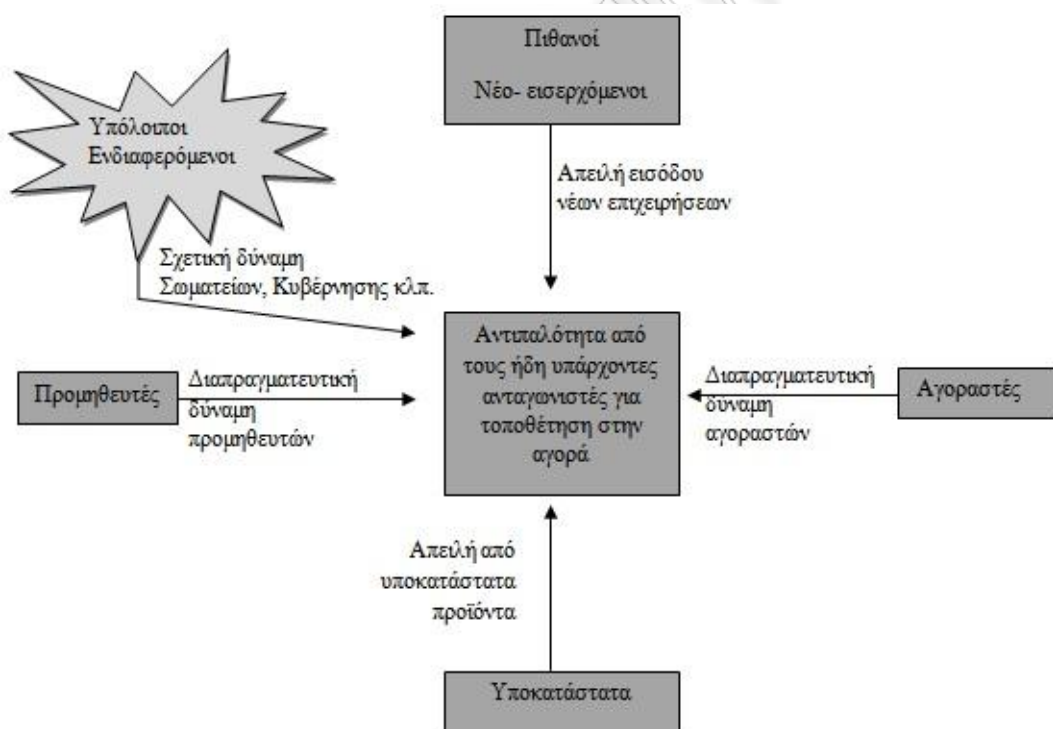 Πιθανοί
Νέο- εισερχόμενοι
Υπόλοιποι
Ενδιαφερόμενοι
Απειλή εισόδου
νέων επιχειρήσεων
Σχετική δύναμη
Σωματείων, Κυβέρνησης κλπ.
Αντιπαλότητα από
τους ήδη υπάρχοντες
ανταγωνιστές για
τοποθέτηση στην
αγορά
Προμηθευτές
Διαπραγματευτική
δύναμη
προμηθευτών
Διαπραγματευτική
δύναμη
αγοραστών
Αγοραστές
Απειλή από
υποκατάστατα
προϊόντα
Υποκατάστατα